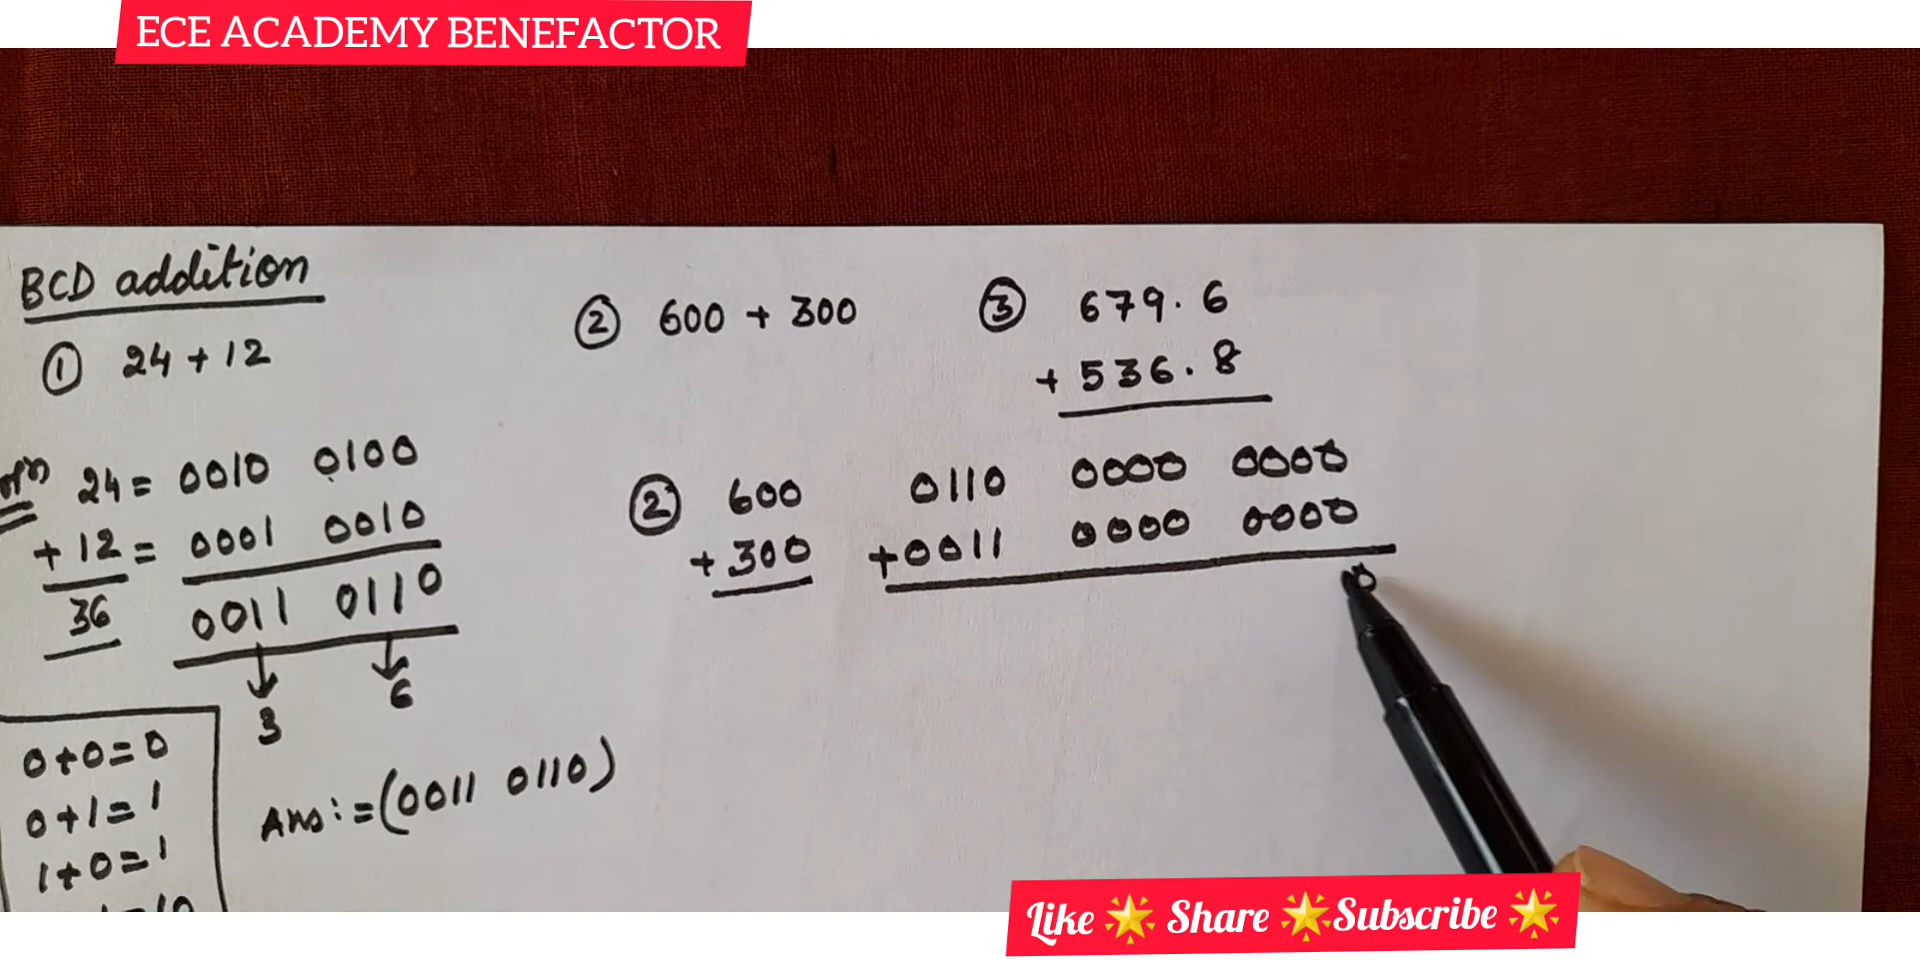 ECE ACADEMY BENEFACTOR
BCD addition
① 24 + 12
② 600 + 300
③ 679.6
+ 536.8
24 = 0010 0100
+ 12 = 0001 0010
36 0011 0110
3 6
Ans := (0011 0110)
0+0=0
0+1=1
1+0=1
② 600 0110 0000 0000
+300 +0011 0000 0000
0
Like 🌟 Share 🌟Subscribe 🌟